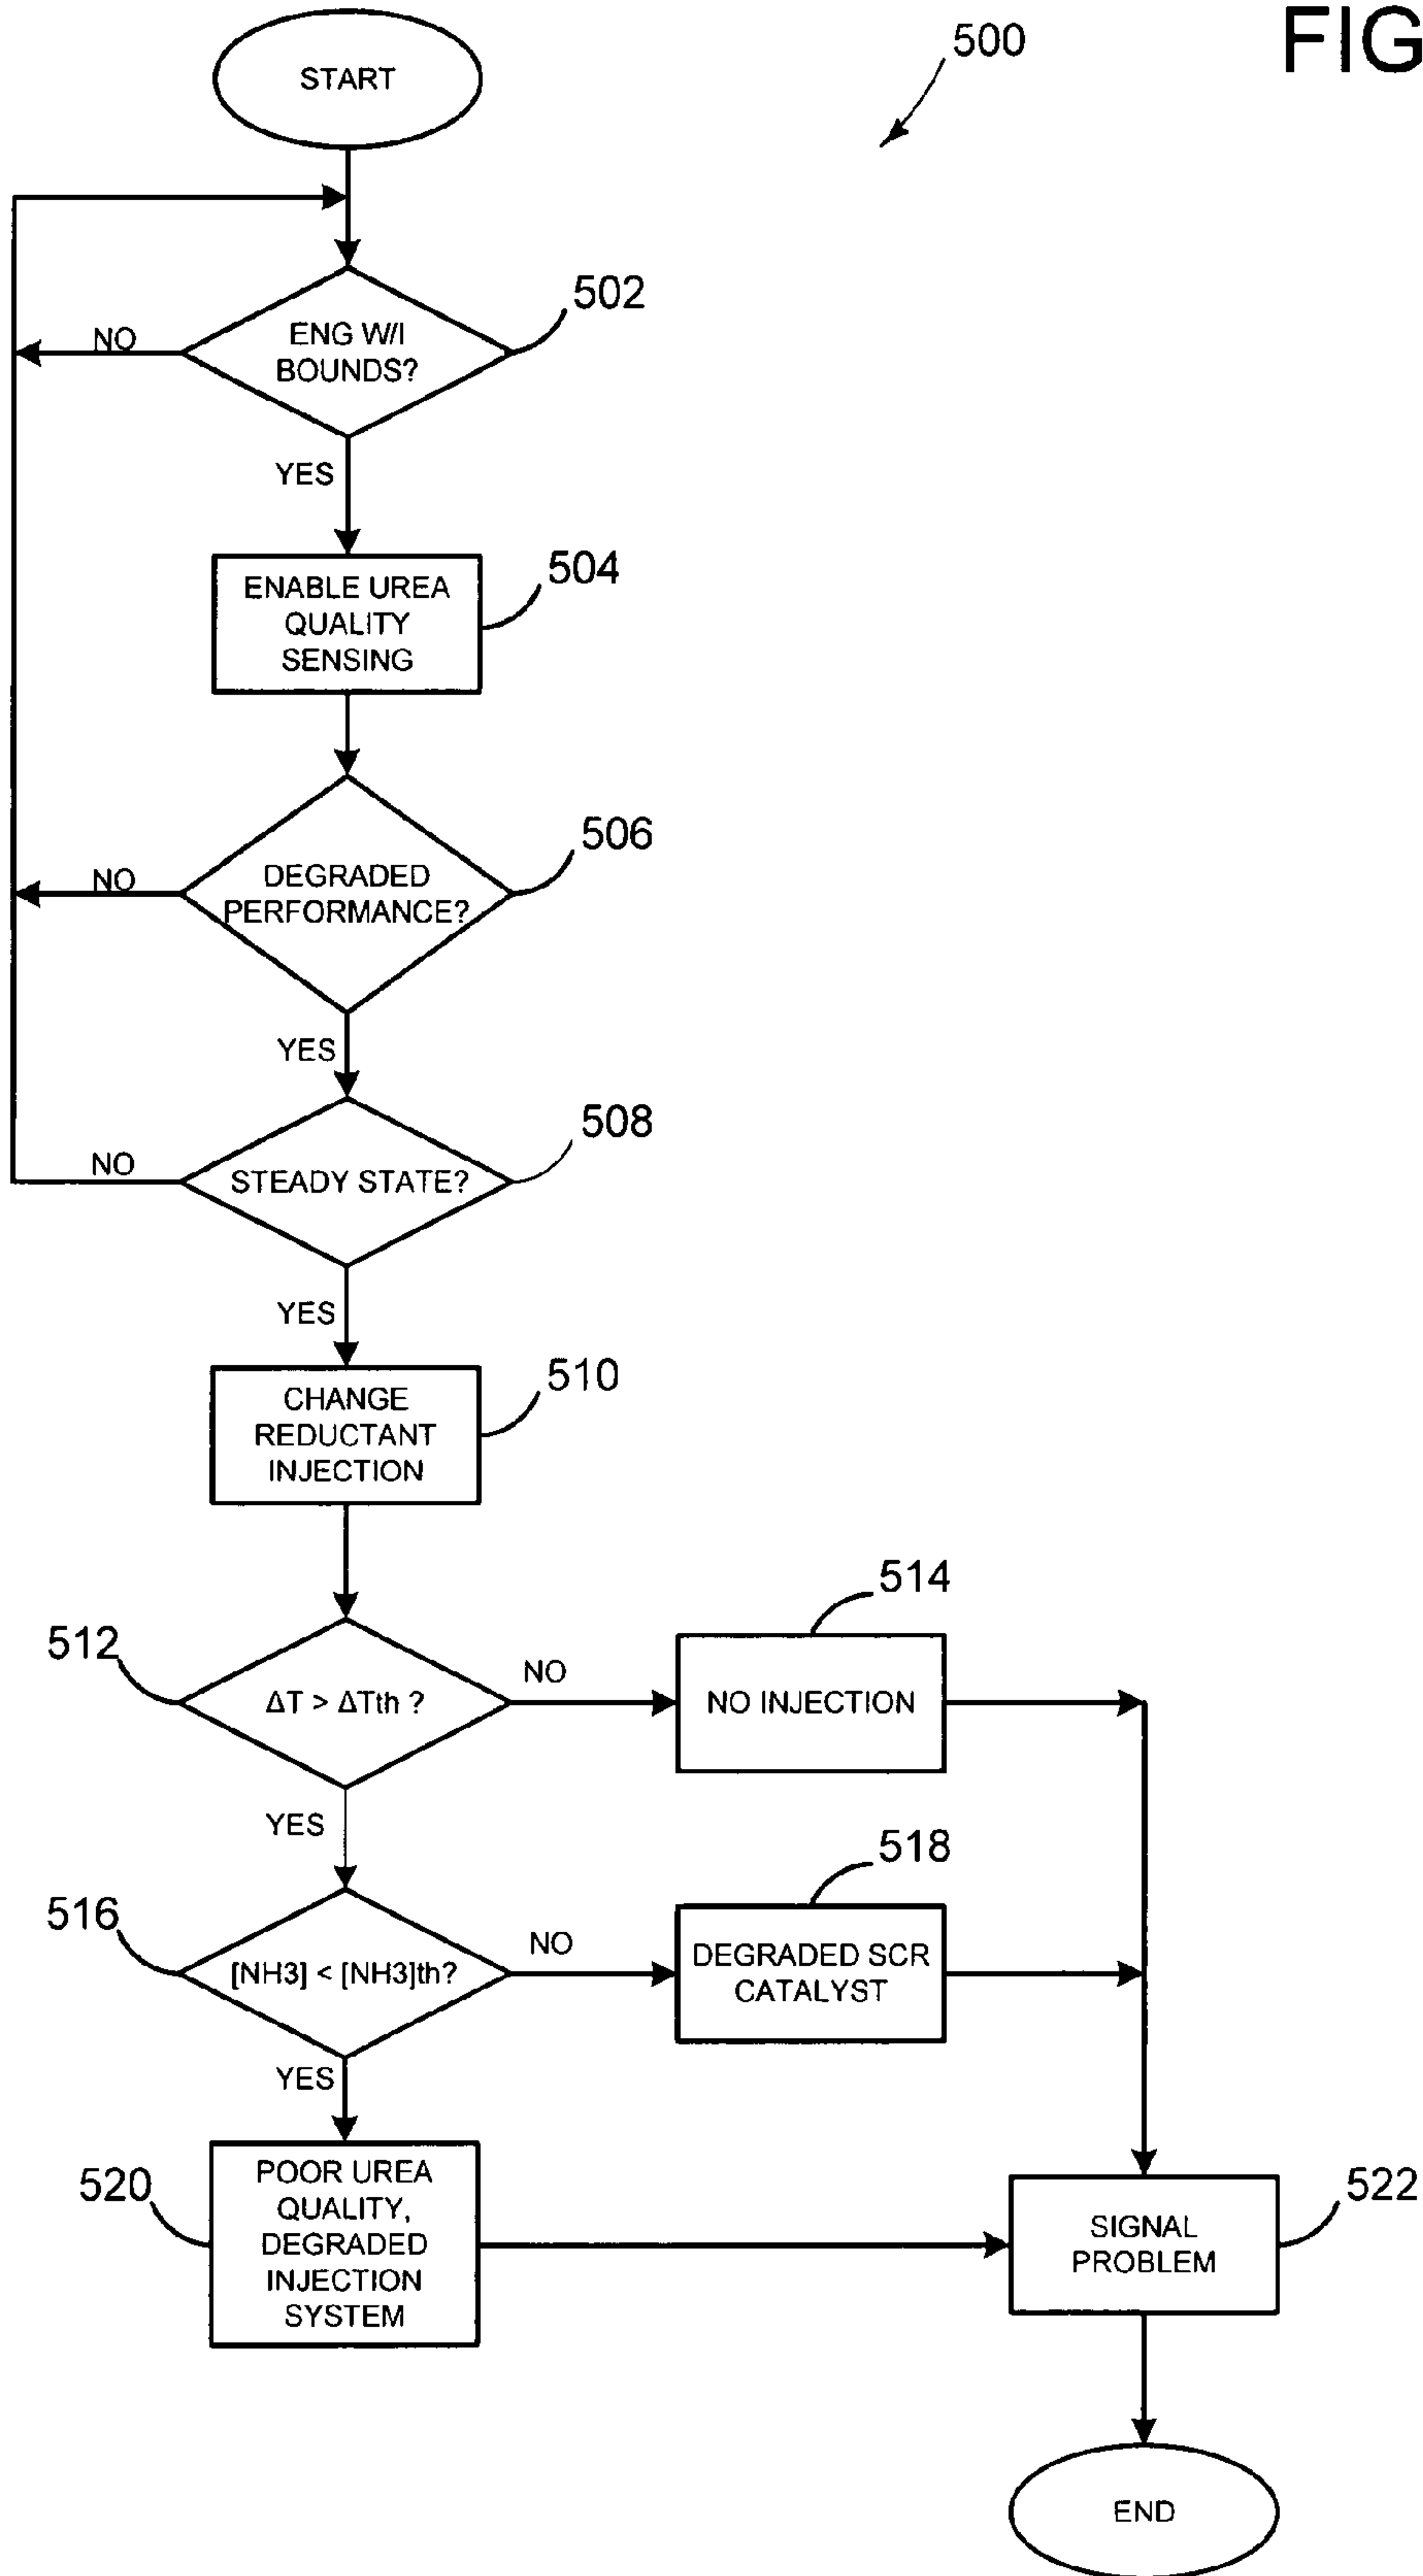 FIG
500
START
502
ENG W/I
BOUNDS?
NO
YES
504
ENABLE UREA
QUALITY
SENSING
506
DEGRADED
PERFORMANCE?
NO
YES
508
STEADY STATE?
NO
YES
510
CHANGE
REDUCTANT
INJECTION
512
ΔT > ΔTth ?
NO
514
NO INJECTION
YES
516
[NH3] < [NH3]th?
NO
518
DEGRADED SCR
CATALYST
YES
520
POOR UREA
QUALITY,
DEGRADED
INJECTION
SYSTEM
522
SIGNAL
PROBLEM
END